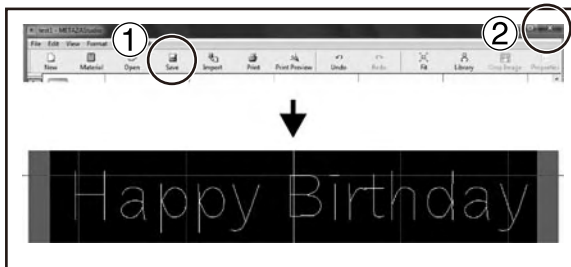 test1 - METAZAStudio
File Edit View Format
① ②
New Material Open Save Import Print Print Preview Undo Redo Fit Library Crop Image Properties
Happy Birthday